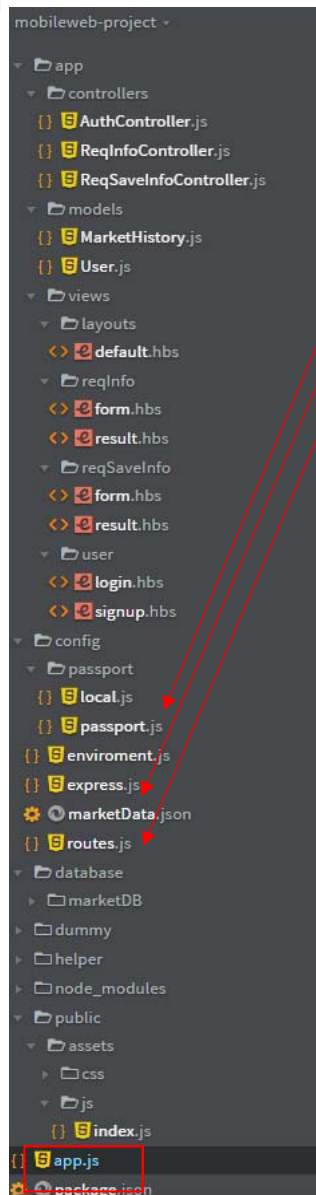 mobileweb-project
app
controllers
AuthController.js
ReqInfoController.js
ReqSaveInfoController.js
models
MarketHistory.js
User.js
views
layouts
default.hbs
reqInfo
form.hbs
result.hbs
reqSaveInfo
form.hbs
result.hbs
user
login.hbs
signup.hbs
config
passport
local.js
passport.js
enviroment.js
express.js
marketData.json
routes.js
database
marketDB
dummy
helper
node_modules
public
assets
css
js
index.js
app.js
package.json